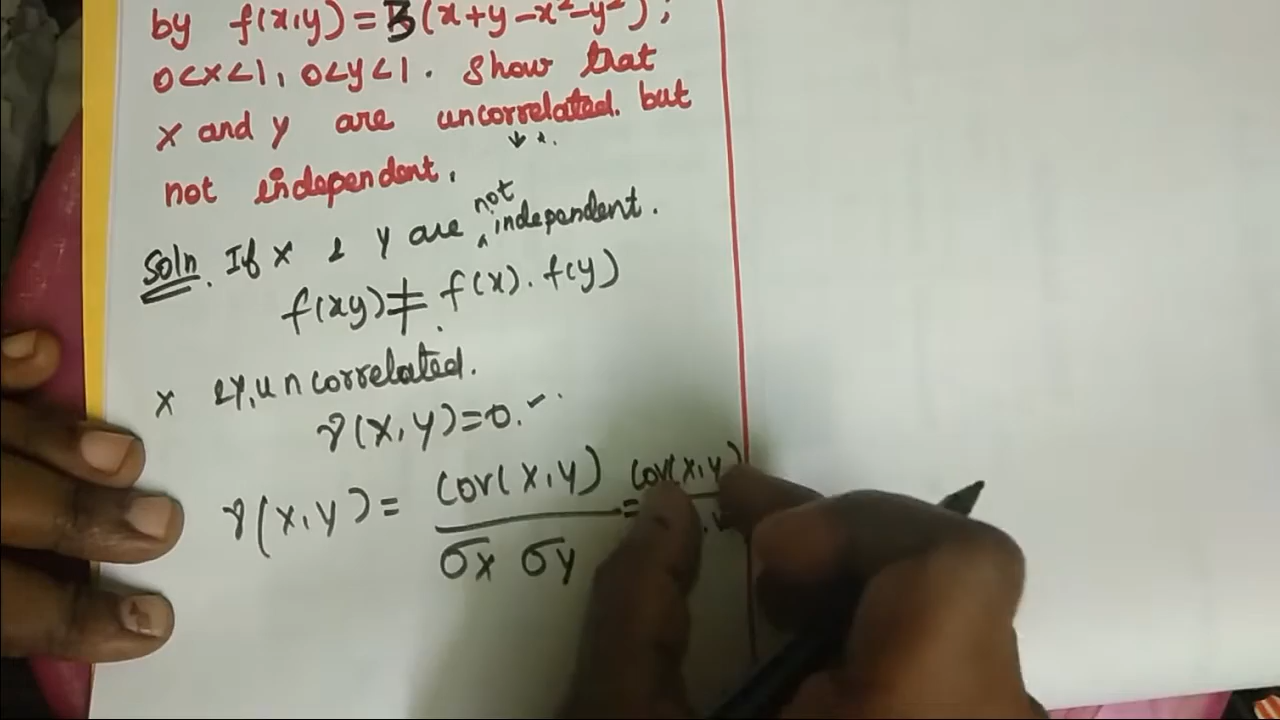 by f(x,y) = 3(x+y-x²-y²);
0<x<1, 0<y<1. Show that
x and y are uncorrelated. but
not independent.
Soln. If x & y are not independent.
f(xy) ≠ f(x). f(y)
x &y, uncorrelated.
γ(x,y)=0.
γ(x,y) = Cov(x,y) = Cov(x,y)
σx σy